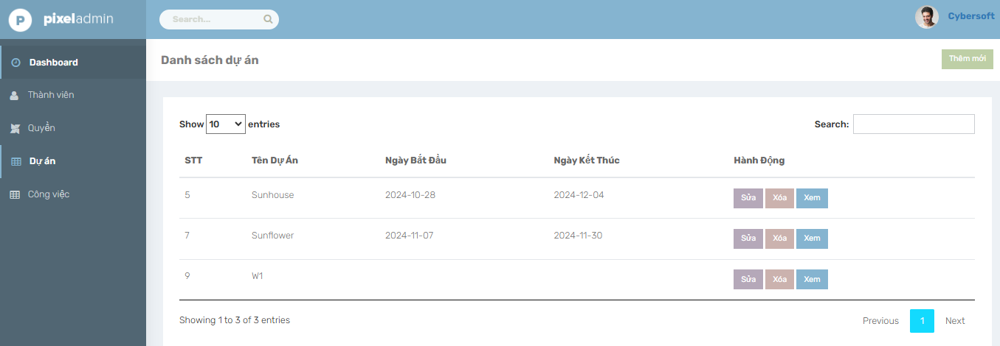 P pixeladmin
Search...
Cybersoft
Dashboard
Thành viên
Quyền
Dự án
Công việc
Danh sách dự án
Thêm mới
Show 10 entries
Search:
STT Tên Dự Án Ngày Bắt Đầu Ngày Kết Thúc Hành Động
5 Sunhouse 2024-10-28 2024-12-04 Sửa Xóa Xem
7 Sunflower 2024-11-07 2024-11-30 Sửa Xóa Xem
9 W1 Sửa Xóa Xem
Showing 1 to 3 of 3 entries
Previous 1 Next